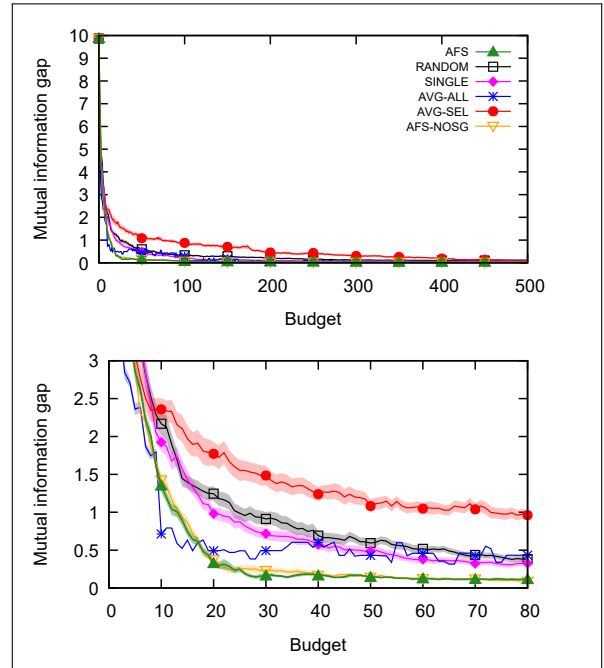 Mutual information gap
10
9
8
7
6
5
4
3
2
1
0
AFS
RANDOM
SINGLE
AVG-ALL
AVG-SEL
AFS-NOSG
0 100 200 300 400 500
Budget
Mutual information gap
3
2.5
2
1.5
1
0.5
0
0 10 20 30 40 50 60 70 80
Budget